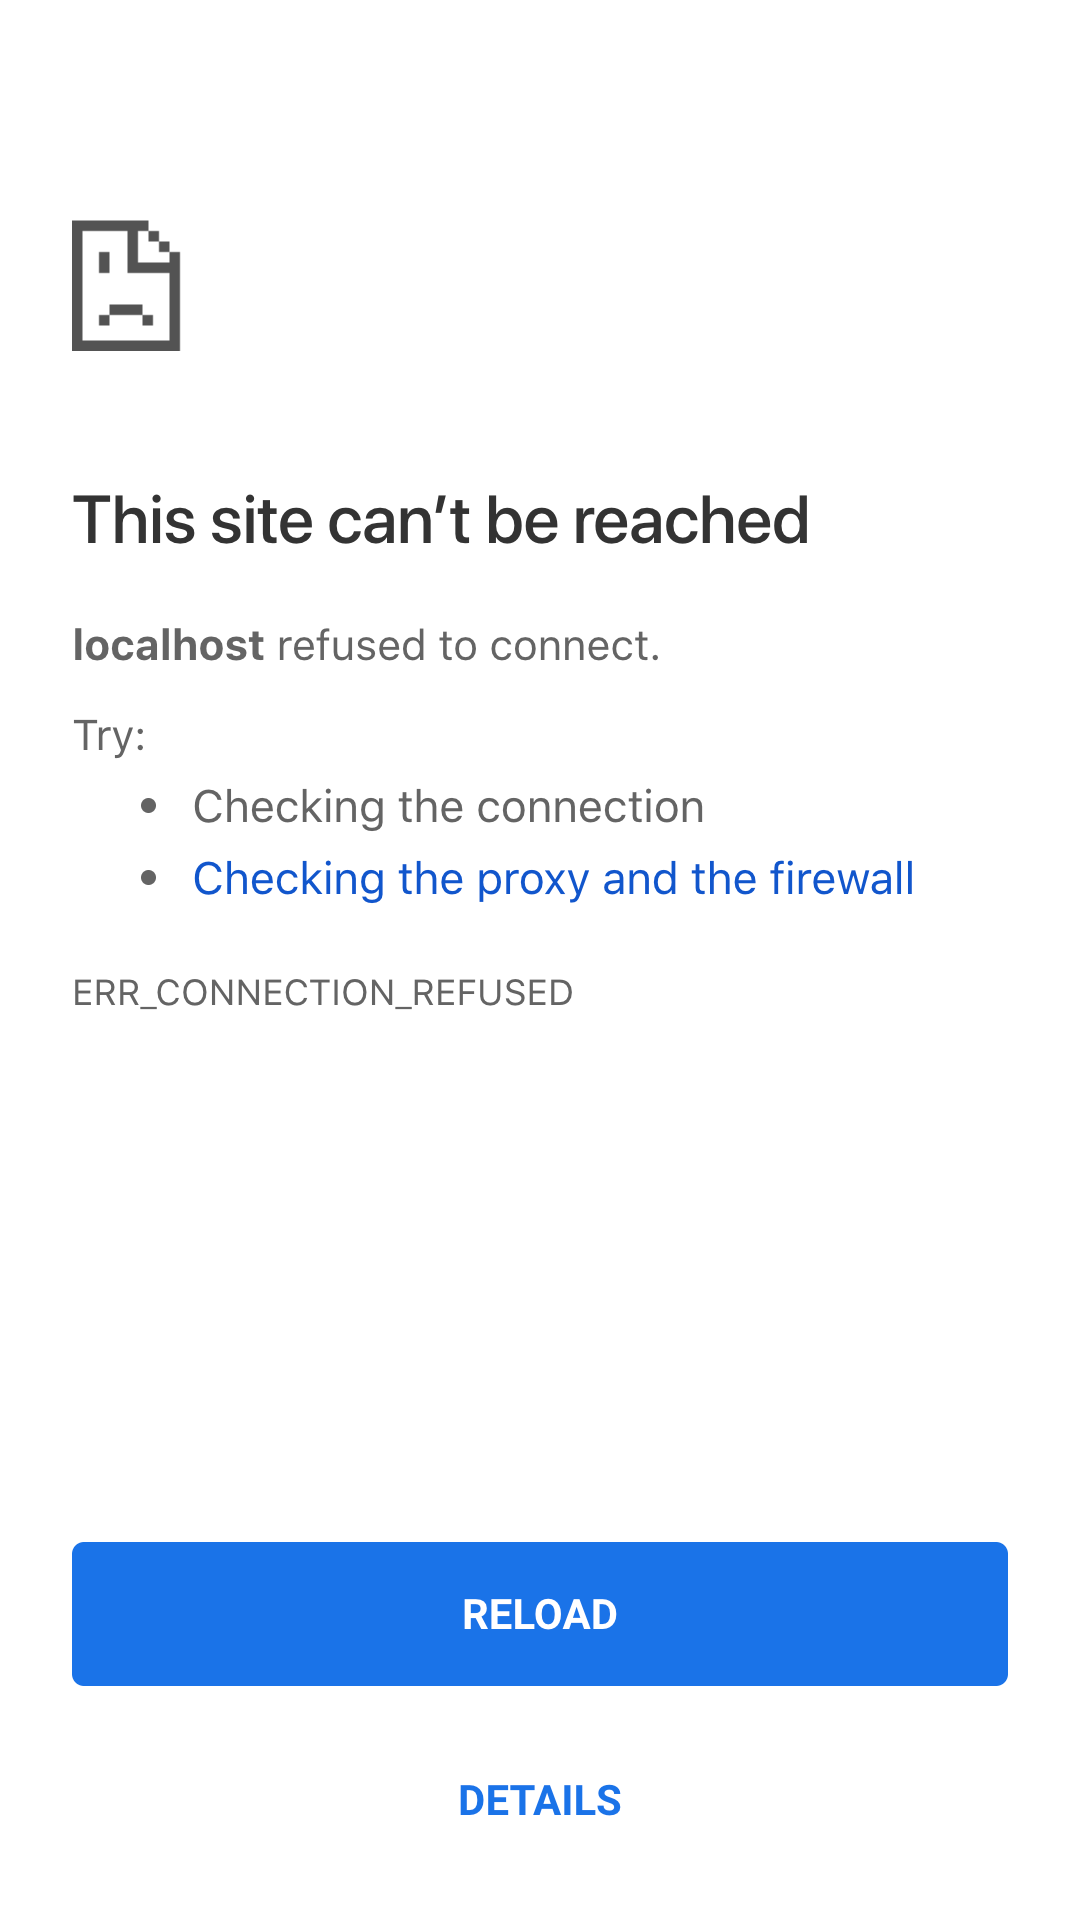 This site can’t be reached
localhost refused to connect.
Try:
• Checking the connection
• Checking the proxy and the firewall
ERR_CONNECTION_REFUSED
RELOAD
DETAILS